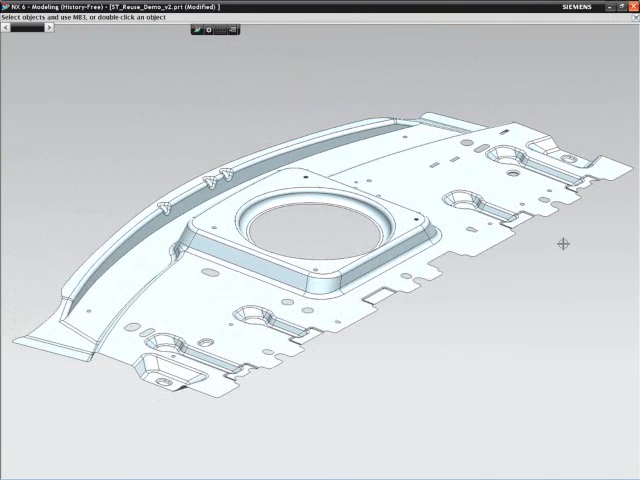 NX 6 - Modeling (History-Free) - [ST_Reuse_Demo_v2.prt (Modified) ]
SIEMENS
Select objects and use MB3, or double-click an object